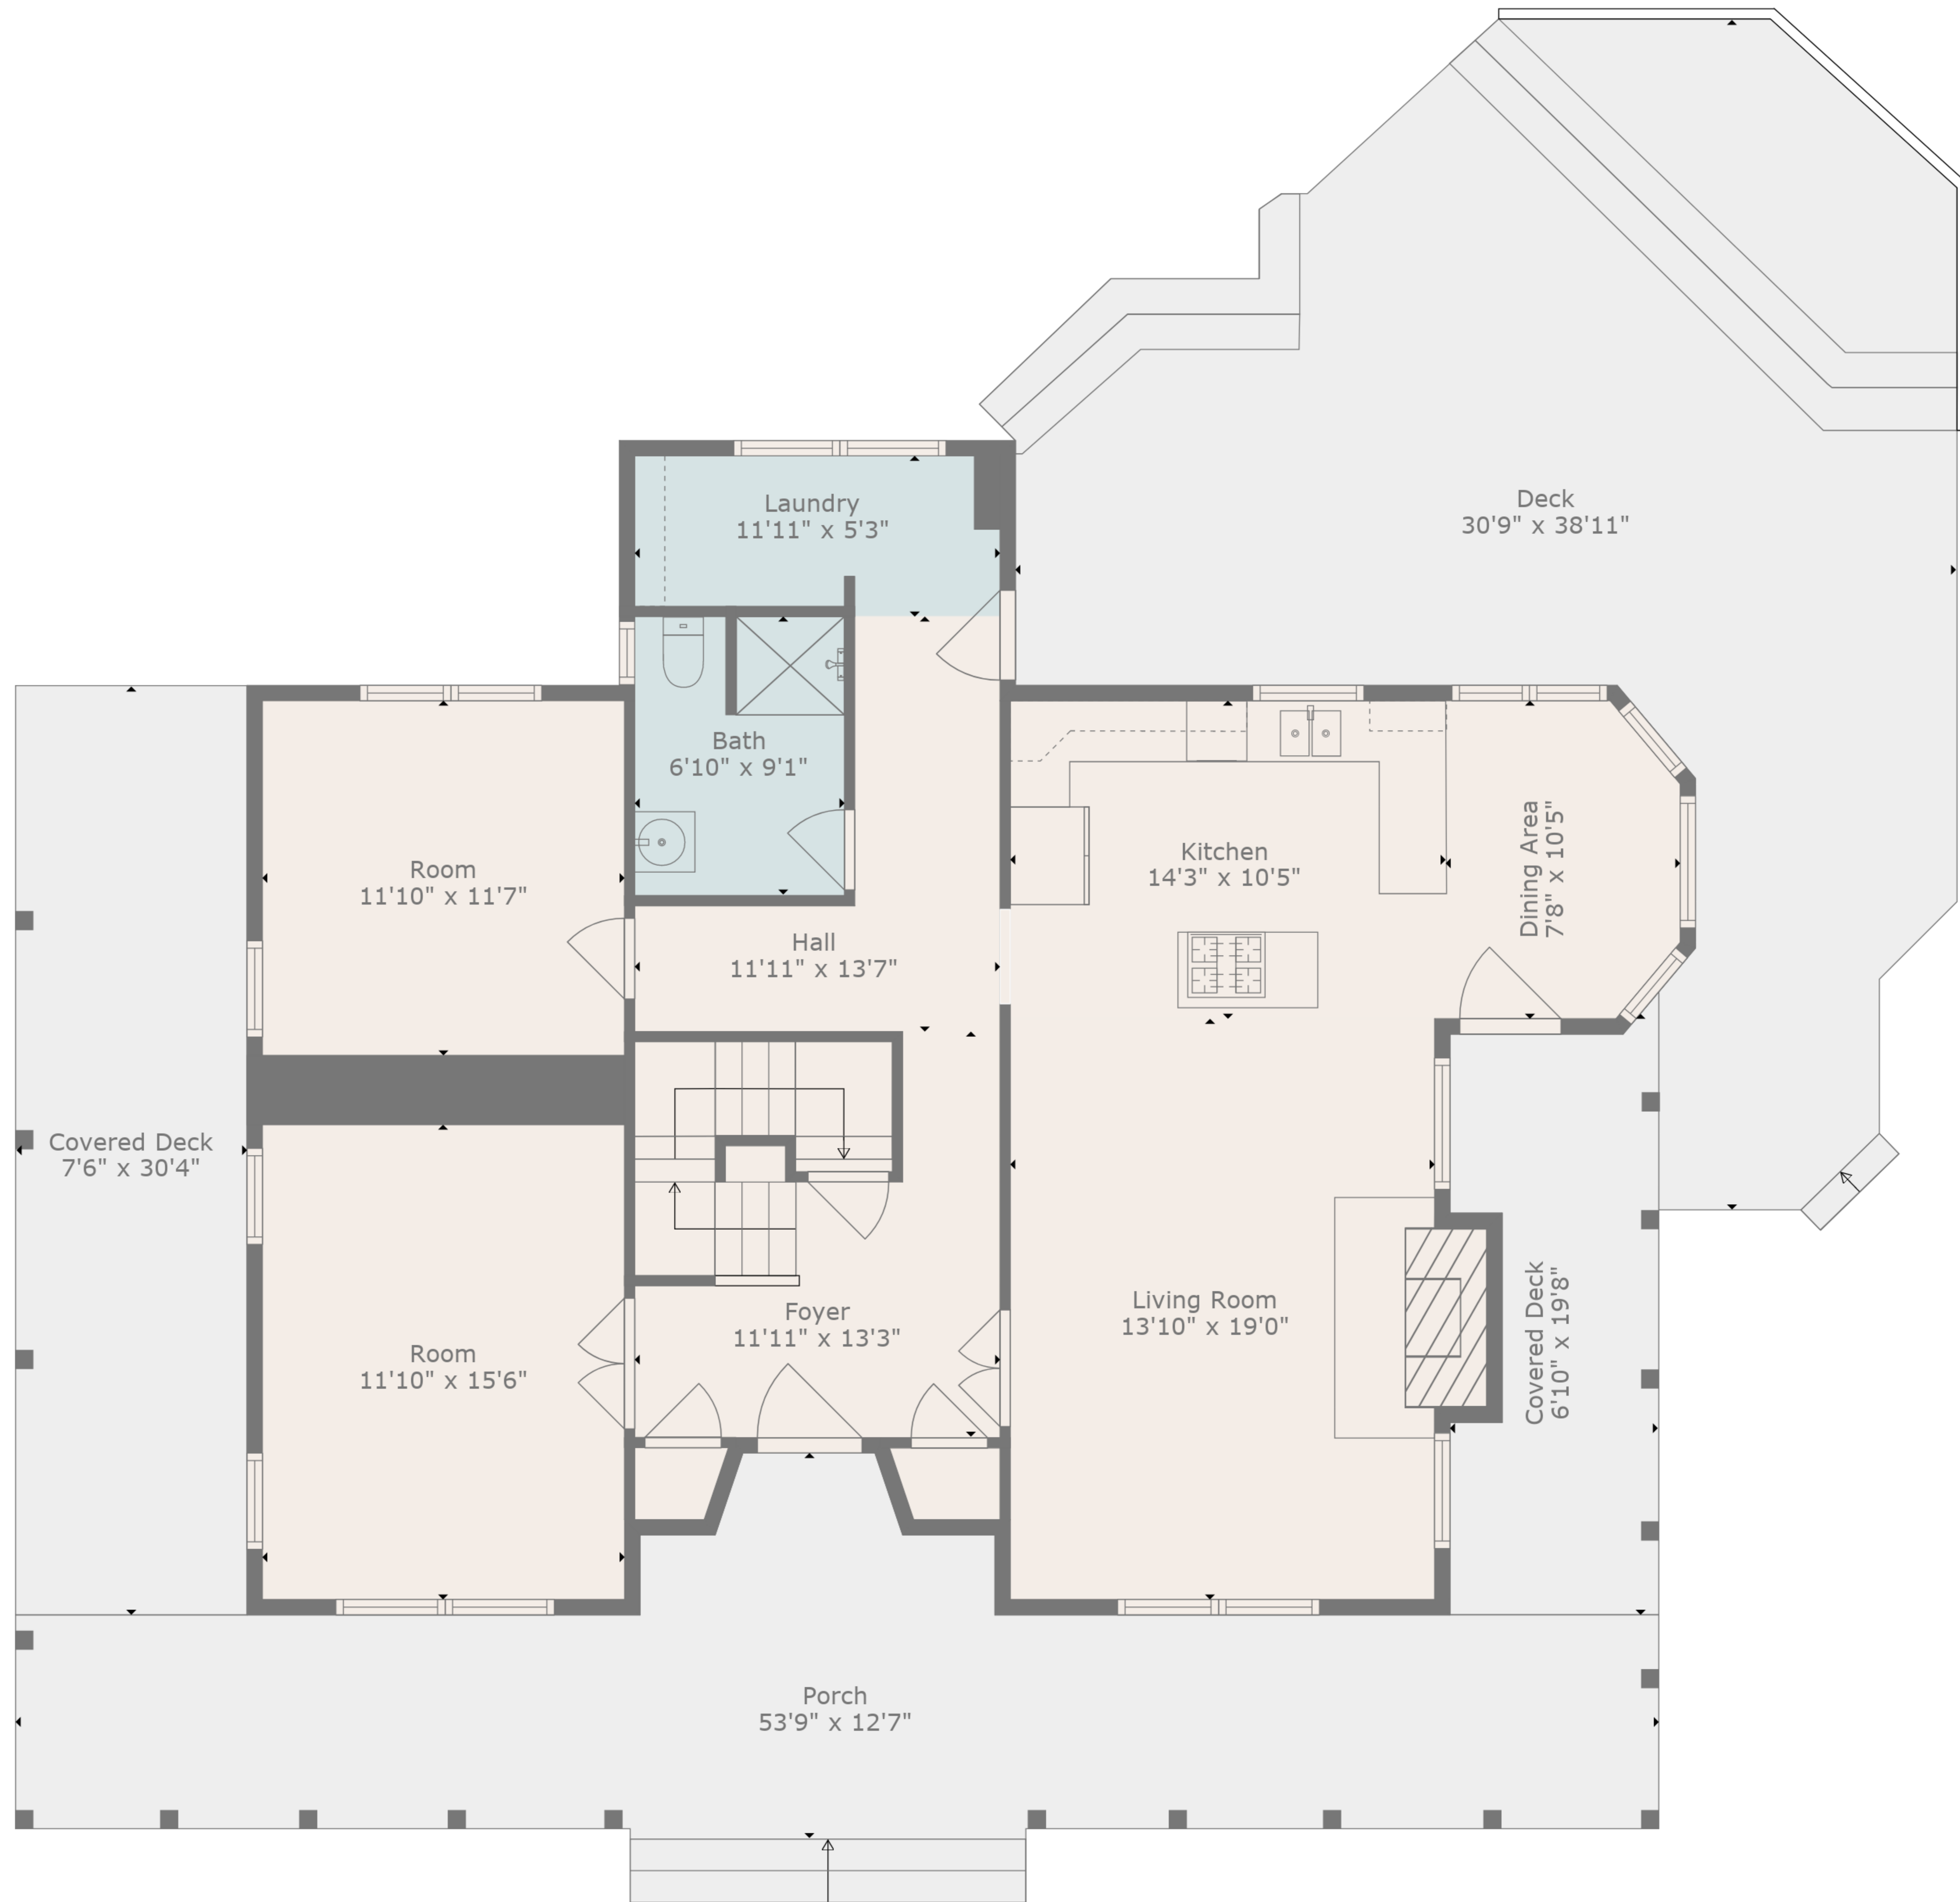 Deck
30'9" x 38'11"
Laundry
11'11" x 5'3"
Bath
6'10" x 9'1"
Room
11'10" x 11'7"
Kitchen
14'3" x 10'5"
Dining Area
7'8" x 10'5"
Hall
11'11" x 13'7"
Covered Deck
7'6" x 30'4"
Foyer
11'11" x 13'3"
Living Room
13'10" x 19'0"
Covered Deck
6'10" x 19'8"
Room
11'10" x 15'6"
Porch
53'9" x 12'7"